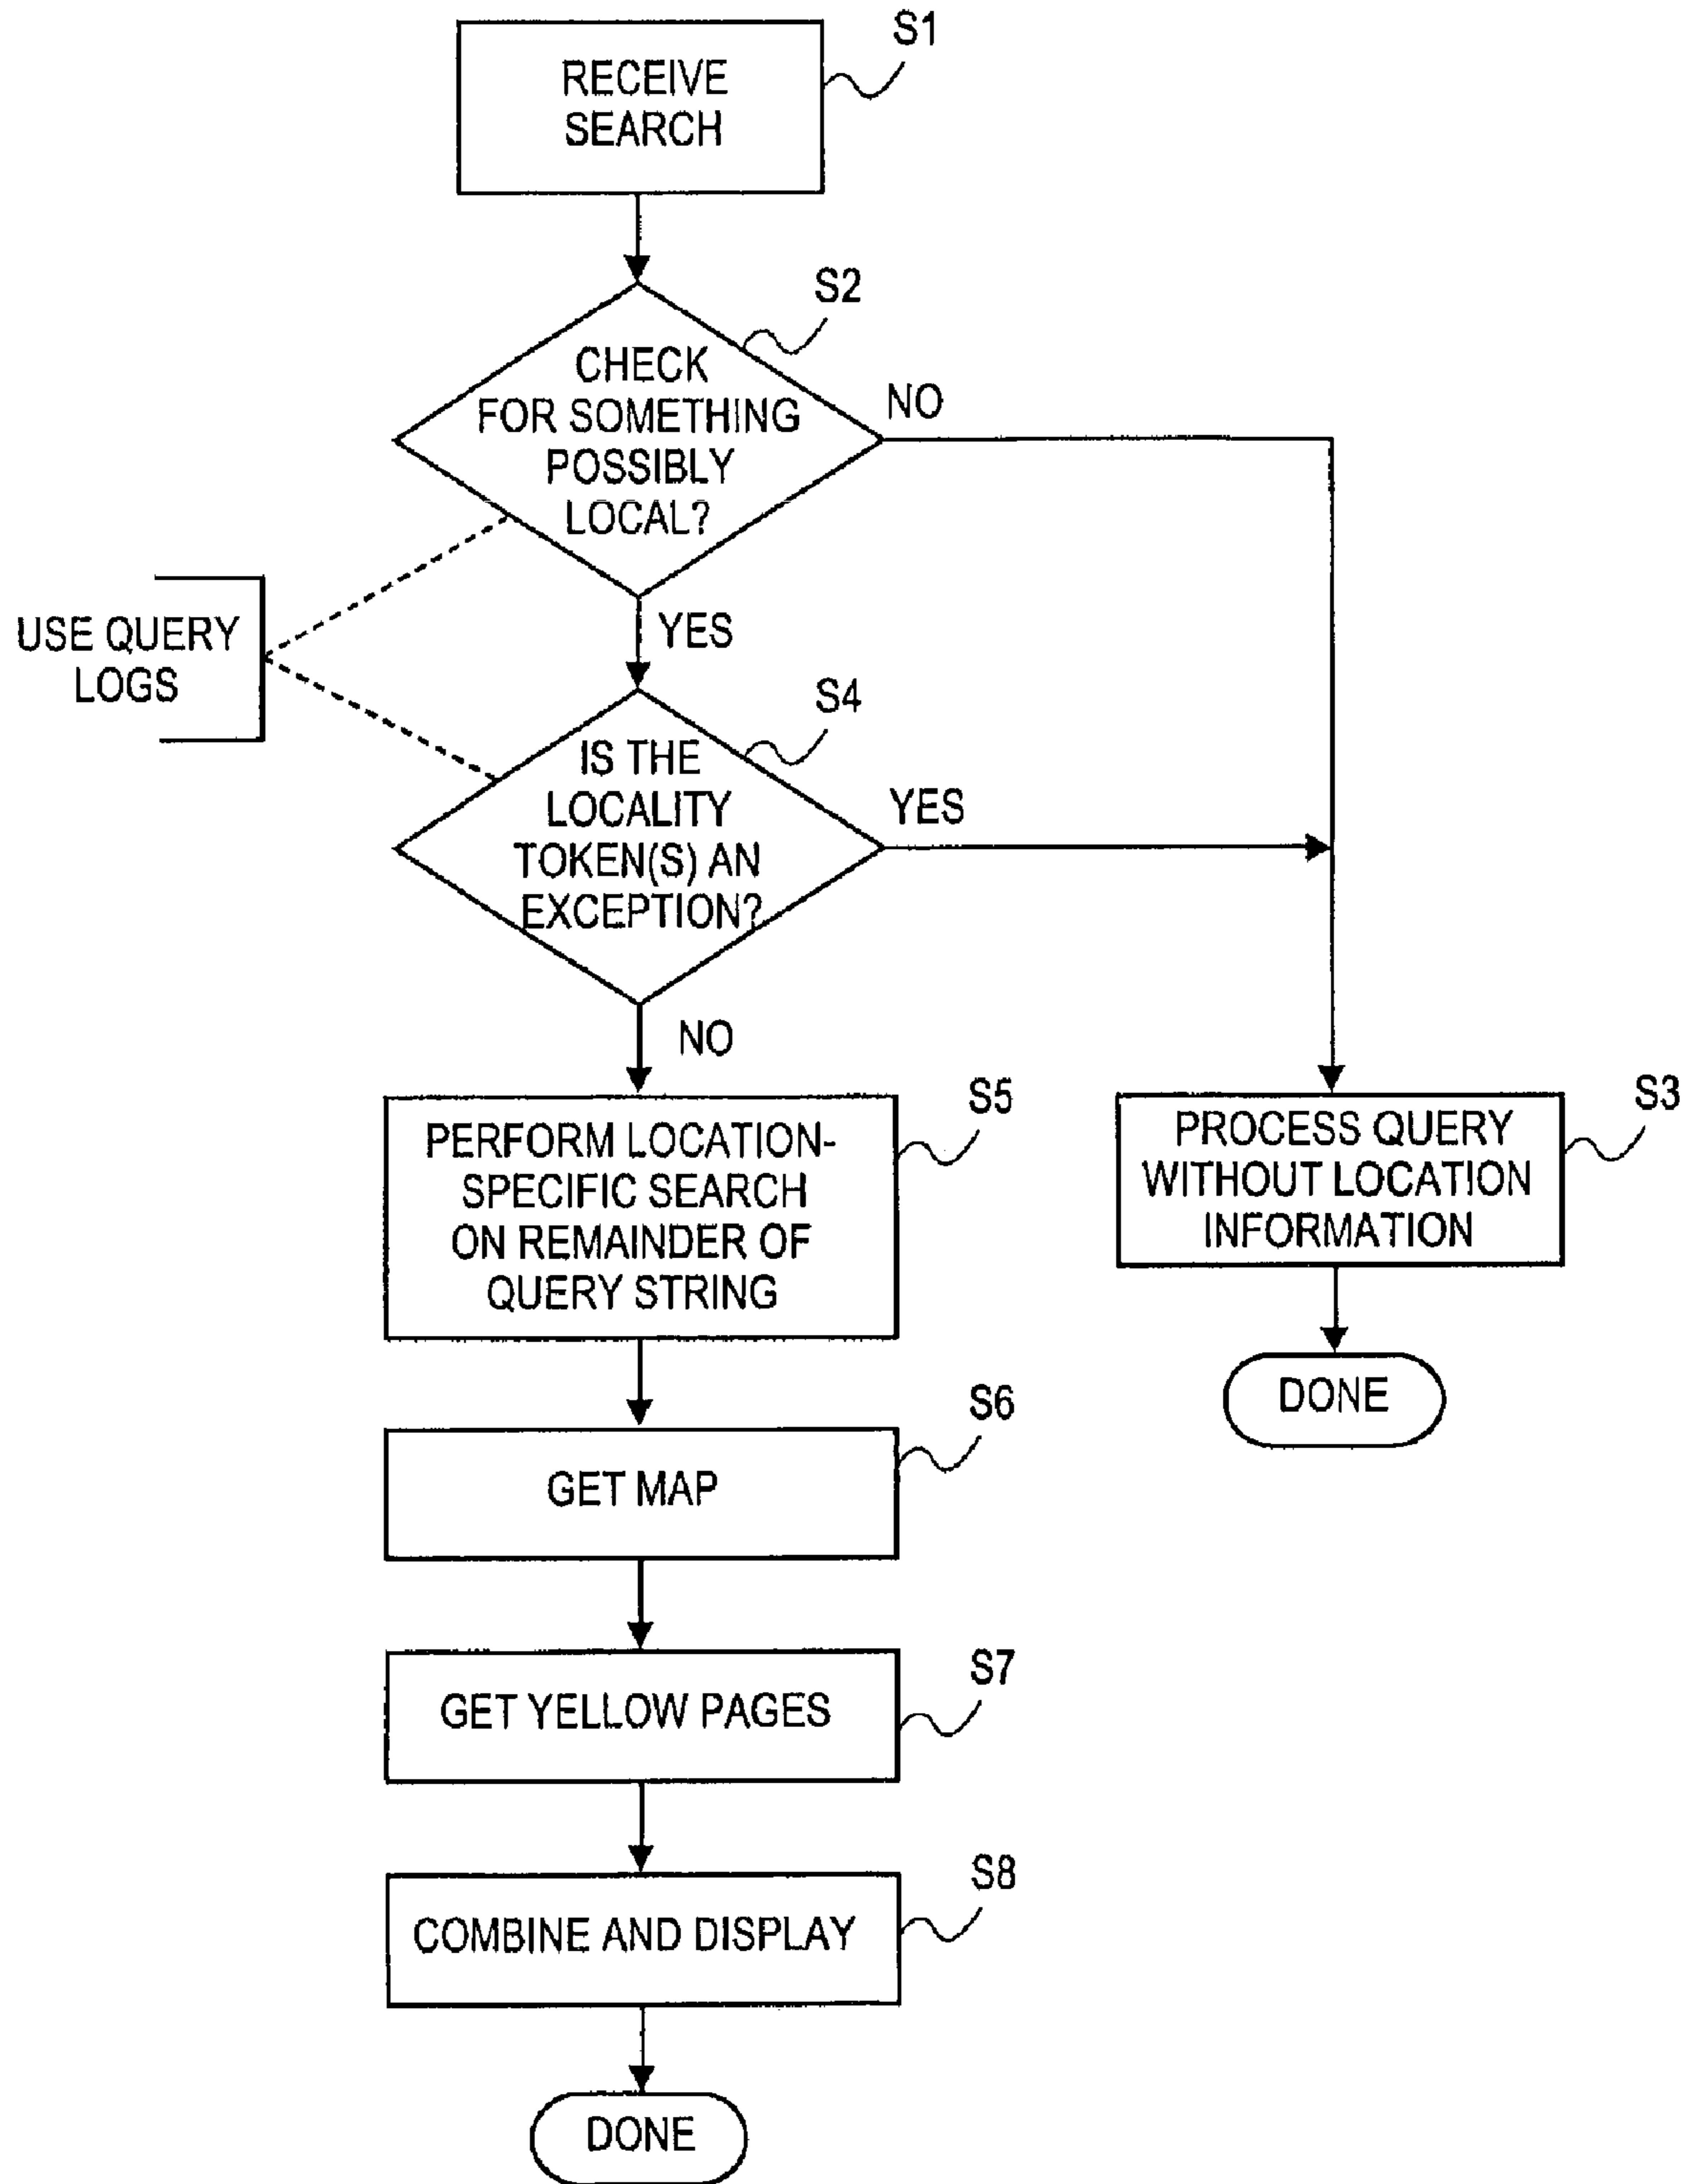 RECEIVE
SEARCH
S1
CHECK
FOR SOMETHING
POSSIBLY
LOCAL?
S2
NO
YES
USE QUERY
LOGS
IS THE
LOCALITY
TOKEN(S) AN
EXCEPTION?
S4
YES
NO
PERFORM LOCATION-
SPECIFIC SEARCH
ON REMAINDER OF
QUERY STRING
S5
PROCESS QUERY
WITHOUT LOCATION
INFORMATION
S3
DONE
GET MAP
S6
GET YELLOW PAGES
S7
COMBINE AND DISPLAY
S8
DONE